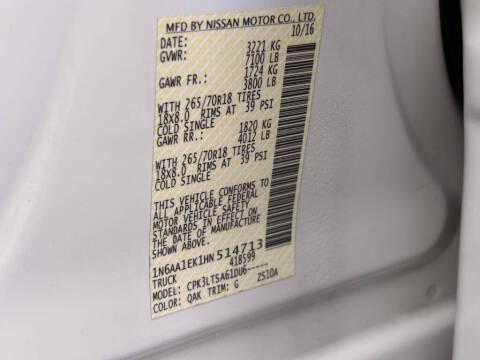 MFD BY NISSAN MOTOR CO., LTD.
DATE: 10/16
GVWR: 3221 KG
7100 LB
GAWR FR.: 1724 KG
3800 LB
WITH 265/70R18 TIRES
18X8.0 RIMS AT 39 PSI
COLD SINGLE
GAWR RR.: 1820 KG
4012 LB
WITH 265/70R18 TIRES
18X8.0 RIMS AT 39 PSI
COLD SINGLE
THIS VEHICLE CONFORMS TO
ALL APPLICABLE FEDERAL
MOTOR VEHICLE SAFETY
STANDARDS IN EFFECT ON
THE DATE OF MANUFACTURE
SHOWN ABOVE.
1N6AA1EK1HN514713
TRUCK 418599
MODEL: CPK3LTSA61DU6-----
COLOR: QAK TRIM: G ZS10A